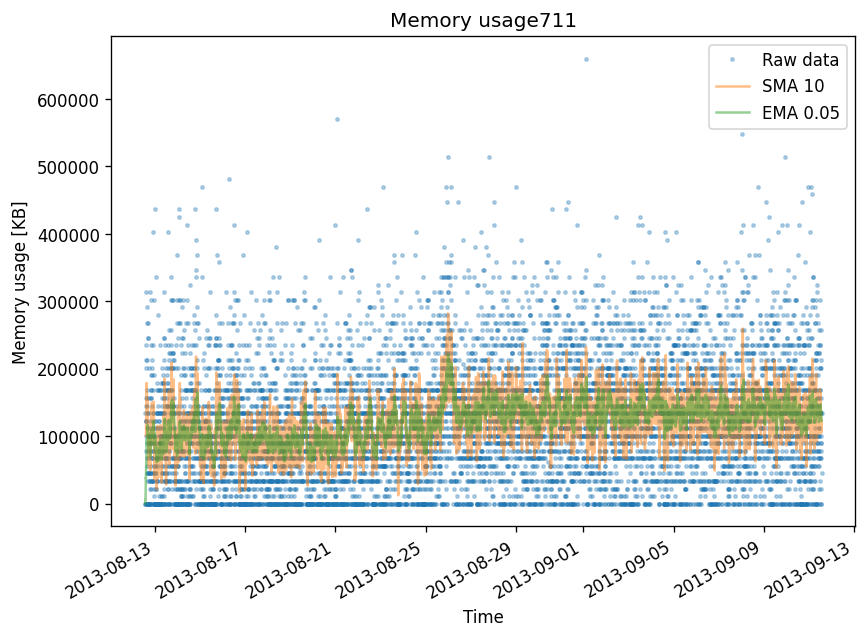 Memory usage711
Raw data
SMA 10
EMA 0.05
Memory usage [KB]
600000
500000
400000
300000
200000
100000
0
2013-08-13
2013-08-17
2013-08-21
2013-08-25
2013-08-29
2013-09-01
2013-09-05
2013-09-09
2013-09-13
Time